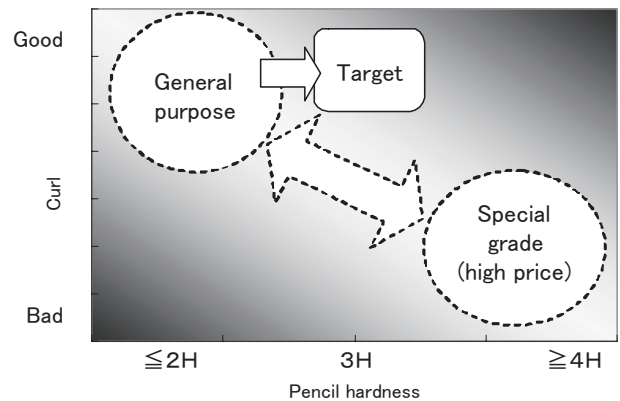 Good
General
purpose
Target
Curl
Special
grade
(high price)
Bad
≦2H
3H
≧4H
Pencil hardness